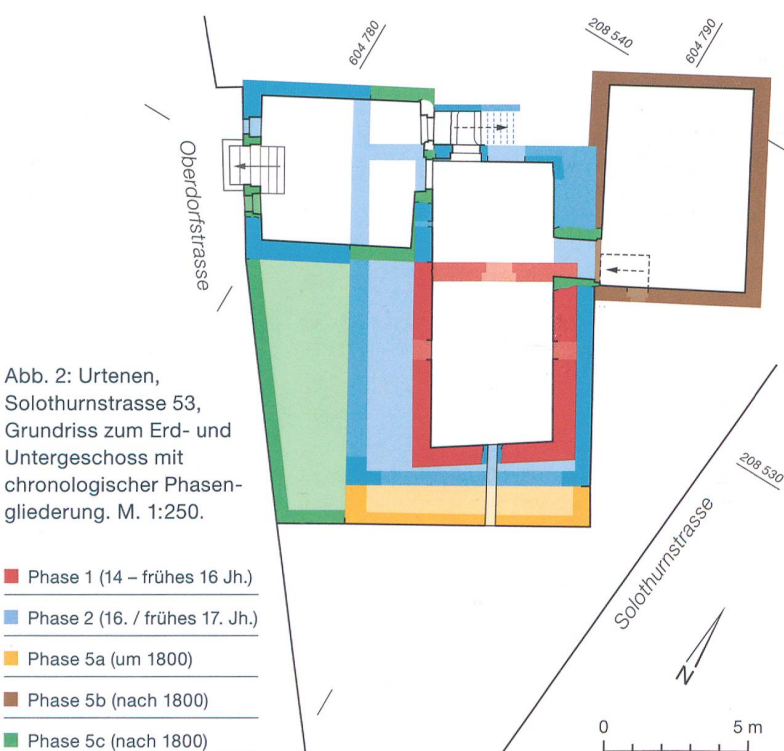 604 780
208 540
604 790
Oberdorfstrasse
Abb. 2: Urtenen,
Solothurnstrasse 53,
Grundriss zum Erd- und
Untergeschoss mit
chronologischer Phasen-
gliederung. M. 1:250.
208 530
Solothurnstrasse
Phase 1 (14 – frühes 16 Jh.)
Phase 2 (16. / frühes 17. Jh.)
Phase 5a (um 1800)
Phase 5b (nach 1800)
Phase 5c (nach 1800)
N
0 5 m